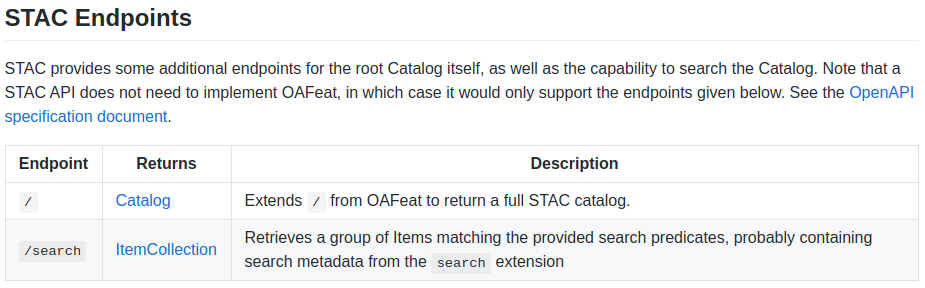 STAC Endpoints
STAC provides some additional endpoints for the root Catalog itself, as well as the capability to search the Catalog. Note that a
STAC API does not need to implement OAFeat, in which case it would only support the endpoints given below. See the OpenAPI
specification document.
Endpoint Returns Description
/ Catalog Extends / from OAFeat to return a full STAC catalog.
/search ItemCollection Retrieves a group of Items matching the provided search predicates, probably containing
search metadata from the search extension